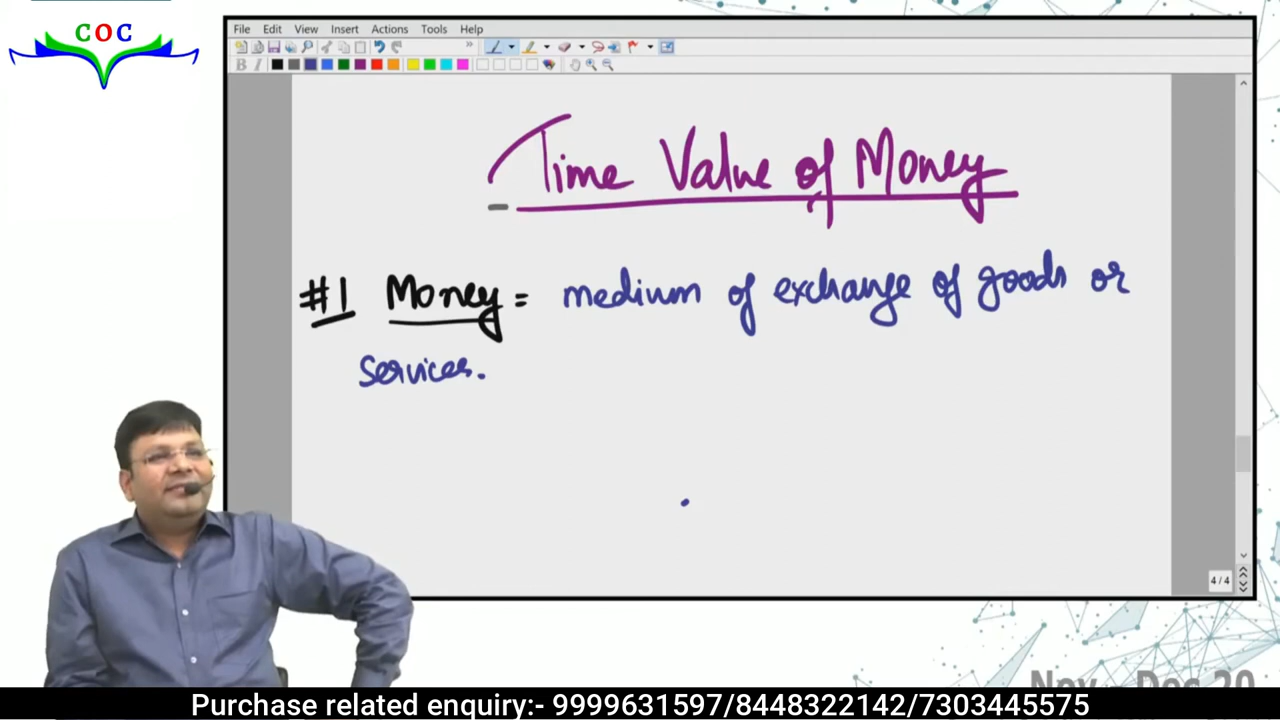 COC
File Edit View Insert Actions Tools Help
B I
Time Value of Money
#1 Money = medium of exchange of goods or
services.
4 / 4
Purchase related enquiry:- 9999631597/8448322142/7303445575